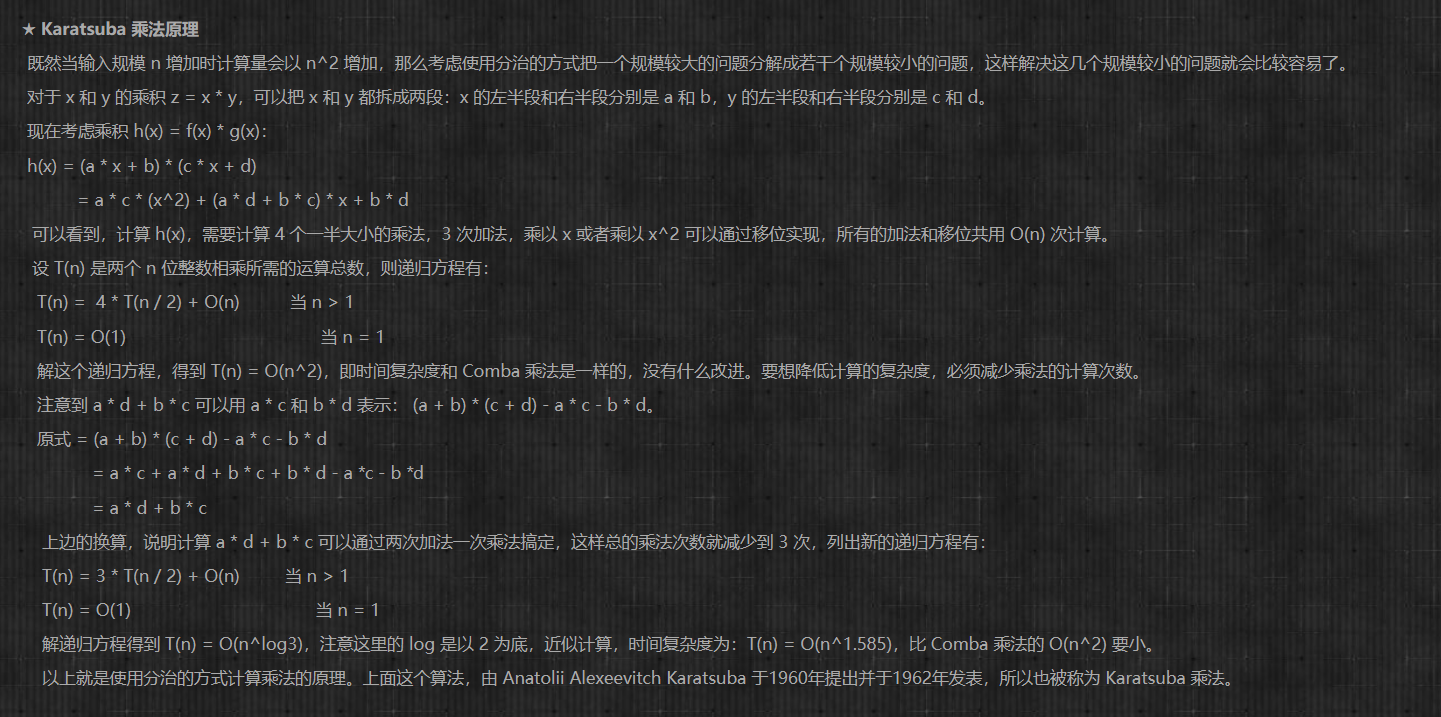 ★ Karatsuba 乘法原理
既然当输入规模 n 增加时计算量会以 n^2 增加，那么考虑使用分治的方式把一个规模较大的问题分解成若干个规模较小的问题，这样解决这几个规模较小的问题就会比较容易了。
对于 x 和 y 的乘积 z = x * y，可以把 x 和 y 都拆成两段：x 的左半段和右半段分别是 a 和 b，y 的左半段和右半段分别是 c 和 d。
现在考虑乘积 h(x) = f(x) * g(x)：
h(x) = (a * x + b) * (c * x + d)
= a * c * (x^2) + (a * d + b * c) * x + b * d
可以看到，计算 h(x)，需要计算 4 个一半大小的乘法，3 次加法，乘以 x 或者乘以 x^2 可以通过移位实现，所有的加法和移位共用 O(n) 次计算。
设 T(n) 是两个 n 位整数相乘所需的运算总数，则递归方程有：
T(n) =  4 * T(n / 2) + O(n)          当 n > 1
T(n) = O(1)                                       当 n = 1
解这个递归方程，得到 T(n) = O(n^2)，即时间复杂度和 Comba 乘法是一样的，没有什么改进。要想降低计算的复杂度，必须减少乘法的计算次数。
注意到 a * d + b * c 可以用 a * c 和 b * d 表示： (a + b) * (c + d) - a * c - b * d。
原式 = (a + b) * (c + d) - a * c - b * d
= a * c + a * d + b * c + b * d - a *c - b *d
= a * d + b * c
上边的换算，说明计算 a * d + b * c 可以通过两次加法一次乘法搞定，这样总的乘法次数就减少到 3 次，列出新的递归方程有：
T(n) = 3 * T(n / 2) + O(n)         当 n > 1
T(n) = O(1)                                     当 n = 1
解递归方程得到 T(n) = O(n^log3)，注意这里的 log 是以 2 为底，近似计算，时间复杂度为：T(n) = O(n^1.585)，比 Comba 乘法的 O(n^2) 要小。
以上就是使用分治的方式计算乘法的原理。上面这个算法，由 Anatolii Alexeevitch Karatsuba 于1960年提出并于1962年发表，所以也被称为 Karatsuba 乘法。